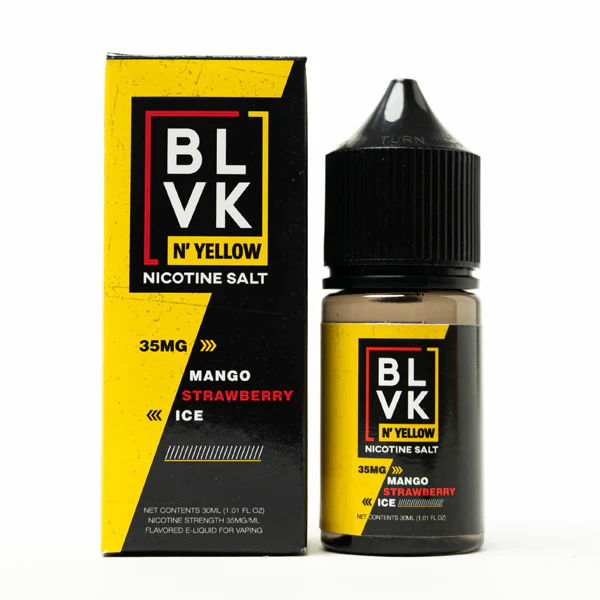 BL
VK
N' YELLOW
NICOTINE SALT
35MG >>>
MANGO
STRAWBERRY
<<< ICE
NET CONTENTS 30ML (1.01 FL OZ)
NICOTINE STRENGTH 35MG/ML
FLAVORED E-LIQUID FOR VAPING
TURN
BL
VK
N' YELLOW
NICOTINE SALT
35MG >>>
MANGO
STRAWBERRY
<<< ICE
NET CONTENTS 30ML (1.01 FL OZ)